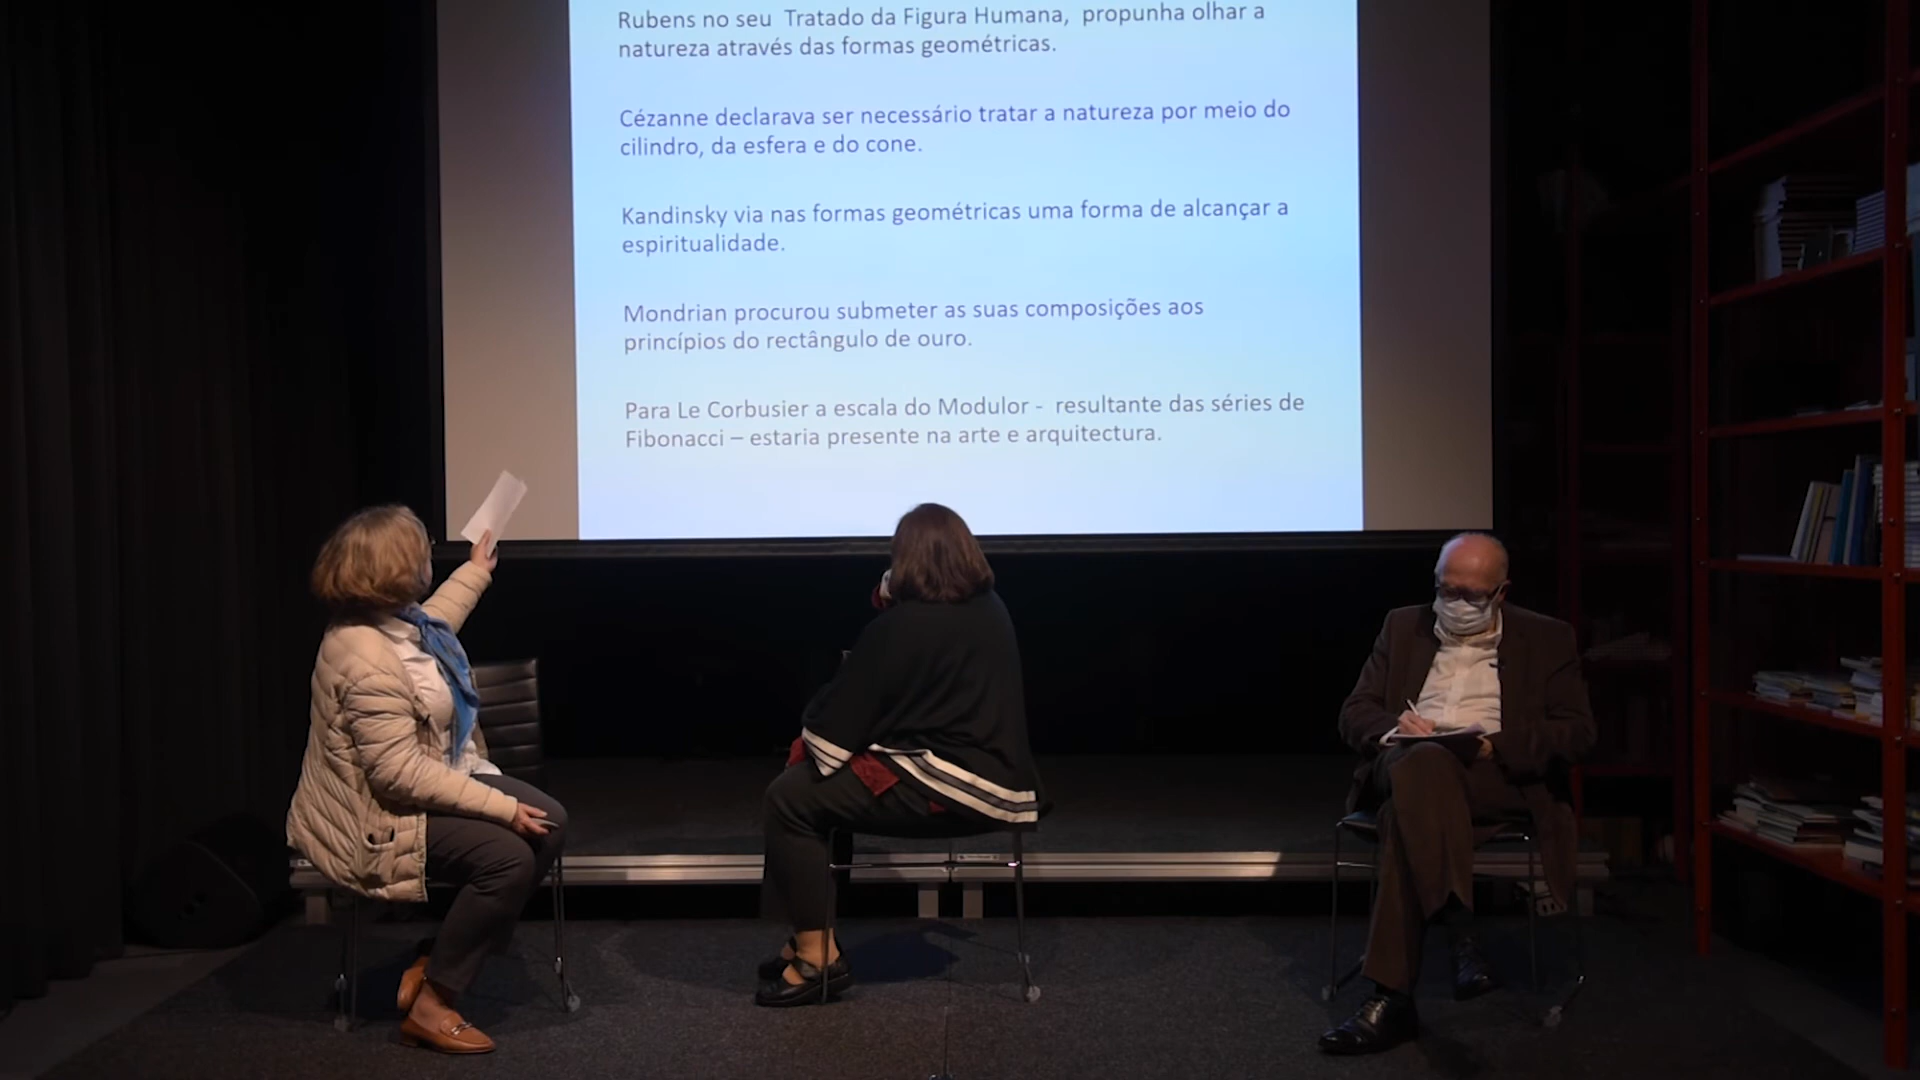 Rubens no seu Tratado da Figura Humana, propunha olhar a
natureza através das formas geométricas.
Cézanne declarava ser necessário tratar a natureza por meio do
cilindro, da esfera e do cone.
Kandinsky via nas formas geométricas uma forma de alcançar a
espiritualidade.
Mondrian procurou submeter as suas composições aos
princípios do rectângulo de ouro.
Para Le Corbusier a escala do Modulor - resultante das séries de
Fibonacci – estaria presente na arte e arquitectura.